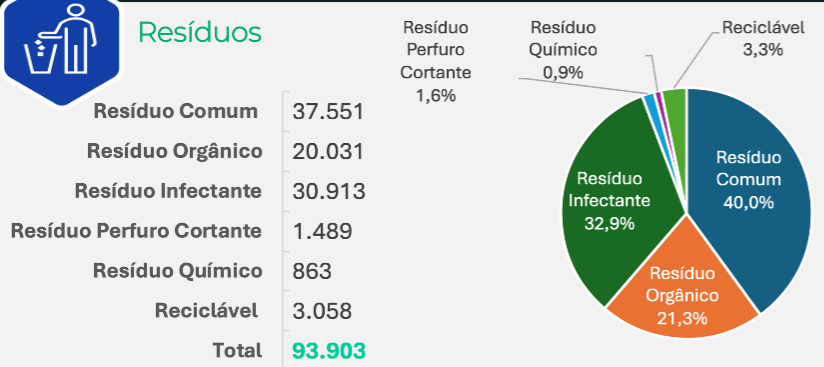 Resíduos
Resíduo Comum 37.551
Resíduo Orgânico 20.031
Resíduo Infectante 30.913
Resíduo Perfuro Cortante 1.489
Resíduo Químico 863
Reciclável 3.058
Total 93.903
Resíduo
Perfuro
Cortante
1,6%
Resíduo
Químico
0,9%
Reciclável
3,3%
Resíduo
Comum
40,0%
Resíduo
Infectante
32,9%
Resíduo
Orgânico
21,3%